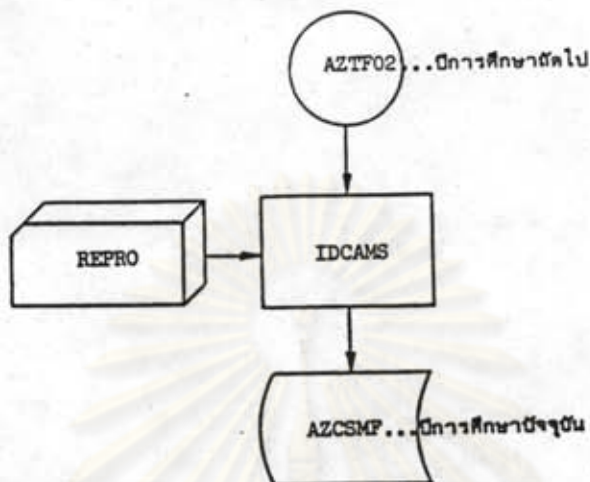 AZTF02...ปีการศึกษาถัดไป
REPRO
IDCAMS
AZCSMF...ปีการศึกษาปัจจุบัน